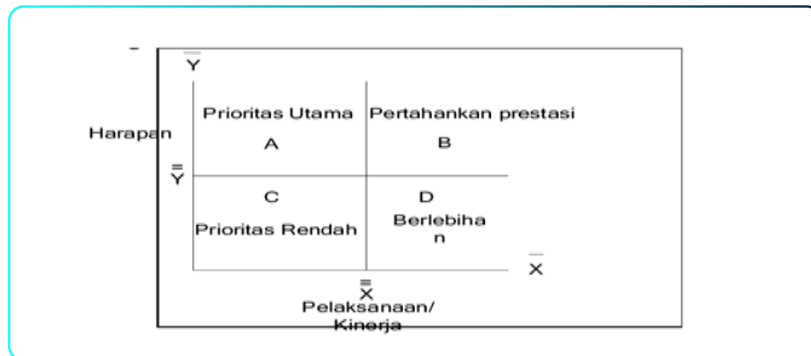 Y
Prioritas Utama
Pertahankan prestasi
Harapan
A
B
Y
C
D
Prioritas Rendah
Berlebiha
n
X
X
Pelaksanaan/
Kinerja